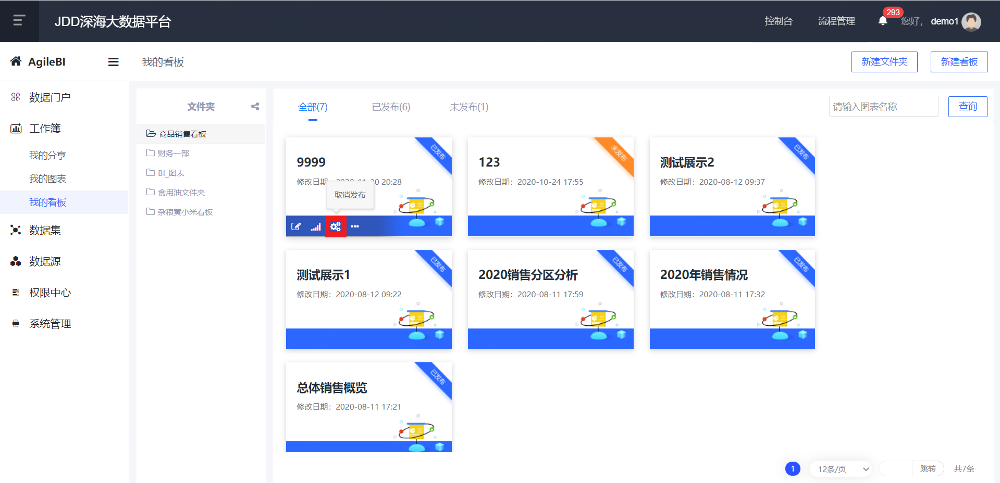 JDD深海大数据平台
控制台
流程管理
293
您好，
demo1
AgileBI
我的看板
新建文件夹
新建看板
数据门户
工作簿
我的分享
我的图表
我的看板
数据集
数据源
权限中心
系统管理
文件夹
商品销售看板
财务一部
BI_图表
食用油文件夹
杂粮黄小米看板
全部(7)
已发布(6)
未发布(1)
请输入图表名称
查询
已发布
9999
修改日期：2020-11-20 20:28
取消发布
未发布
123
修改日期：2020-10-24 17:55
已发布
测试展示2
修改日期：2020-08-12 09:37
已发布
测试展示1
修改日期：2020-08-12 09:22
已发布
2020销售分区分析
修改日期：2020-08-11 17:59
已发布
2020年销售情况
修改日期：2020-08-11 17:32
已发布
总体销售概览
修改日期：2020-08-11 17:21
1
12条/页
跳转
共7条